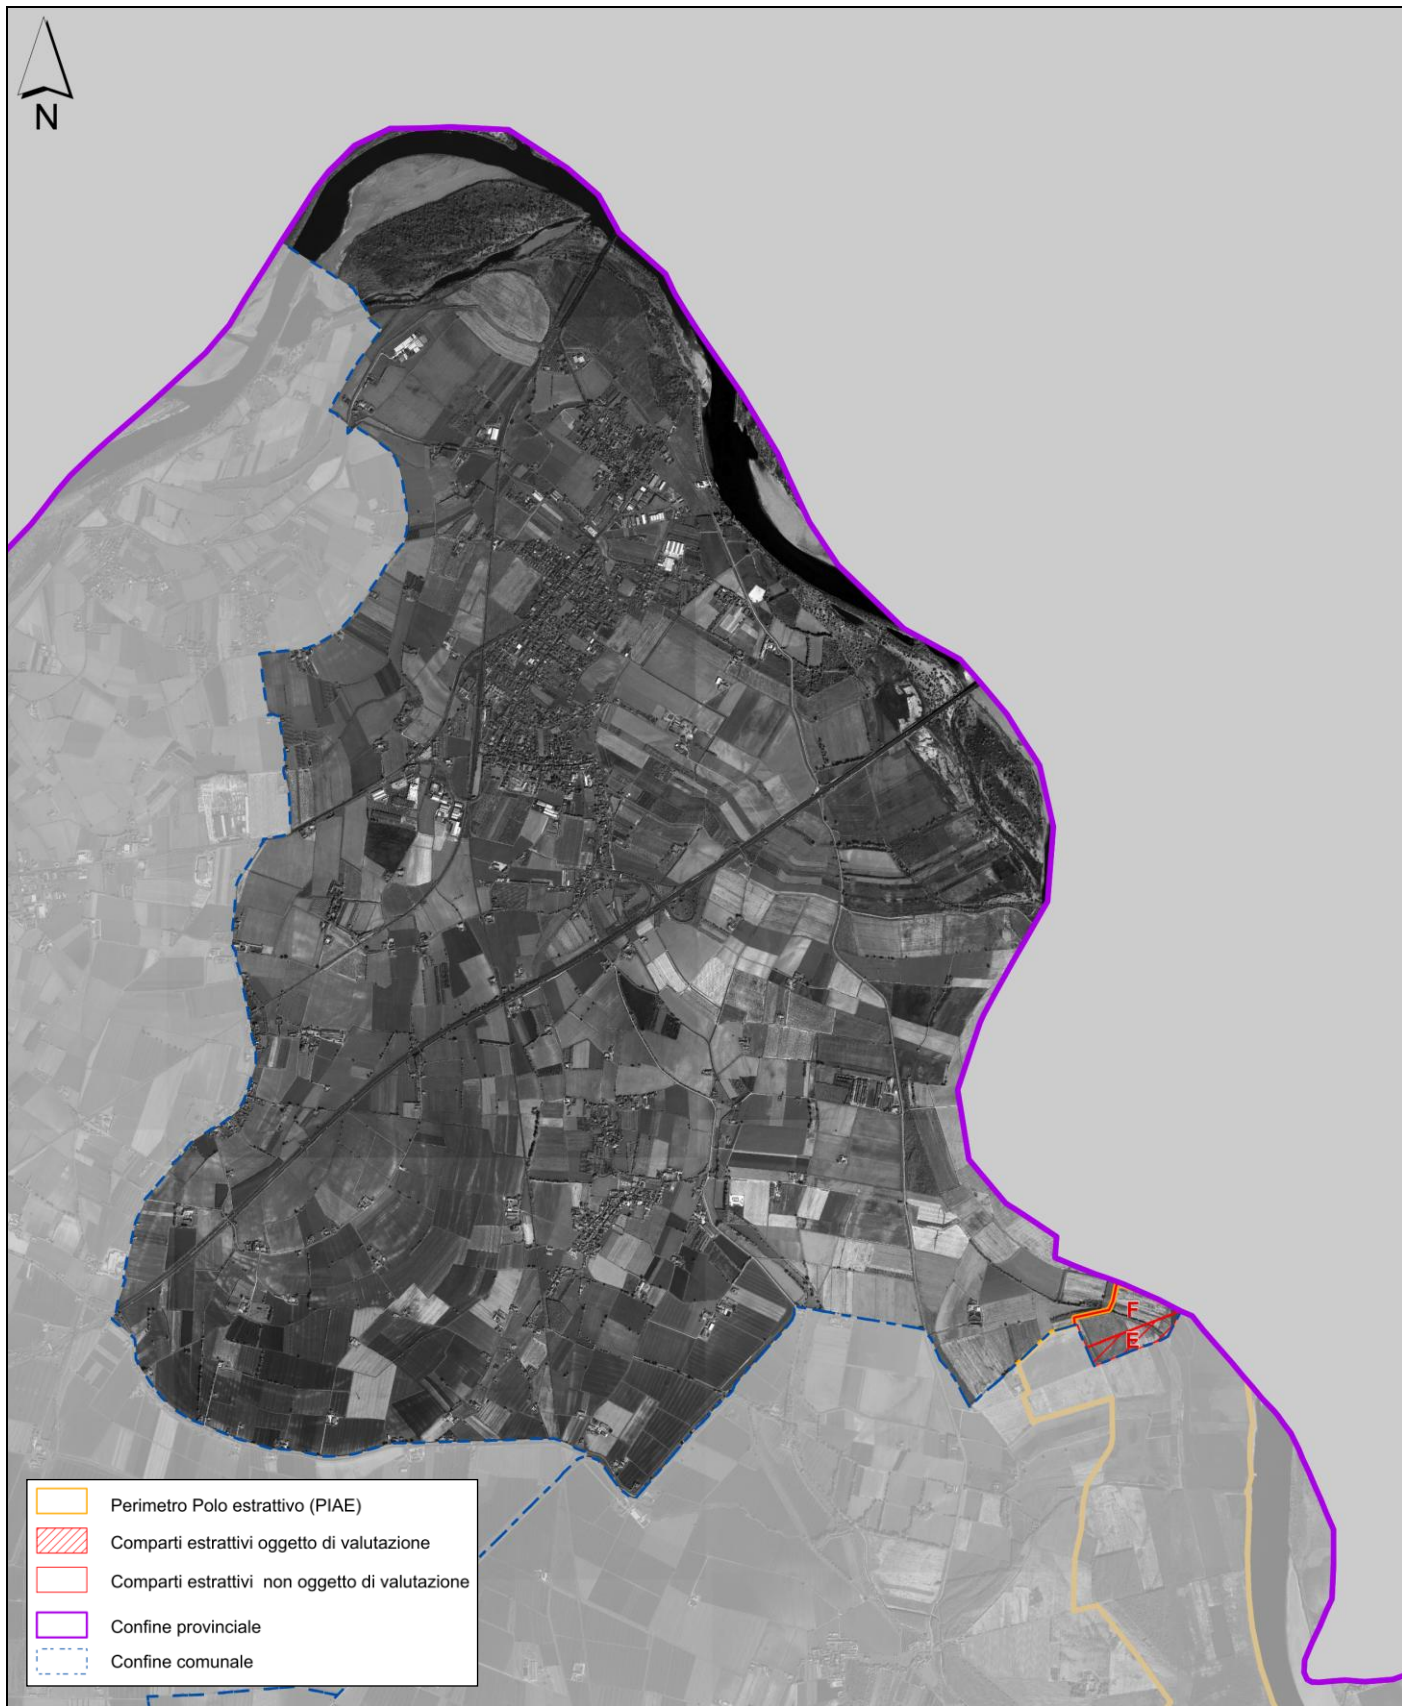 N
F
E
Perimetro Polo estrattivo (PIAE)
Comparti estrattivi oggetto di valutazione
Comparti estrattivi non oggetto di valutazione
Confine provinciale
Confine comunale